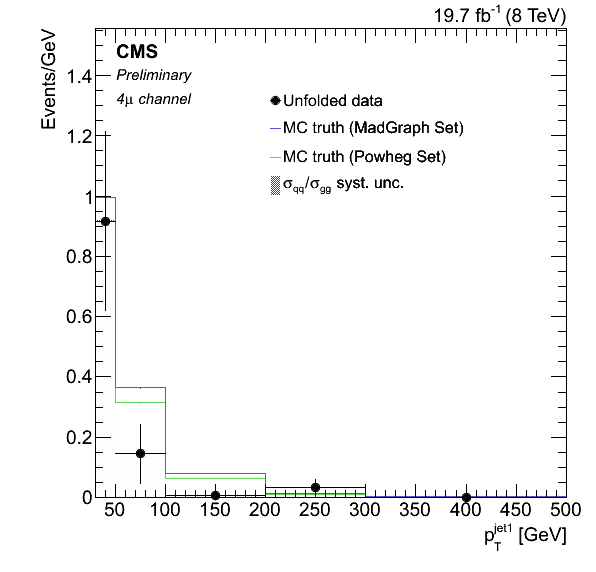 19.7 fb⁻¹ (8 TeV)
Events/GeV
CMS
Preliminary
4μ channel
Unfolded data
MC truth (MadGraph Set)
MC truth (Powheg Set)
σqq/σgg syst. unc.
1.4
1.2
1
0.8
0.6
0.4
0.2
0
50 100 150 200 250 300 350 400 450 500
p_T^jet1 [GeV]